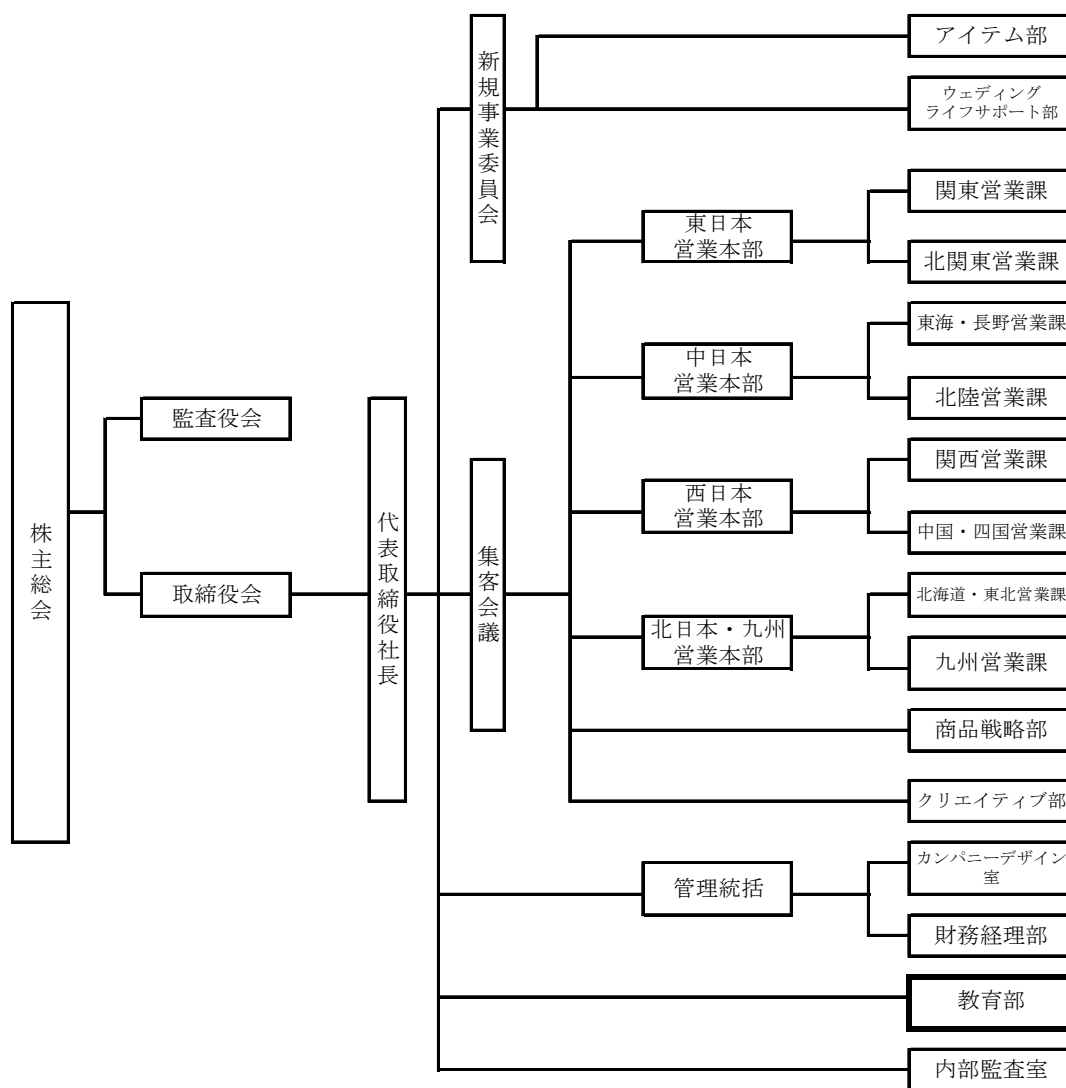 株主総会
監査役会
取締役会
代表取締役社長
新規事業委員会
集客会議
アイテム部
ウェディング
ライフサポート部
東日本
営業本部
関東営業課
北関東営業課
中日本
営業本部
東海・長野営業課
北陸営業課
西日本
営業本部
関西営業課
中国・四国営業課
北日本・九州
営業本部
北海道・東北営業課
九州営業課
商品戦略部
クリエイティブ部
管理統括
カンパニーデザイン
室
財務経理部
教育部
内部監査室